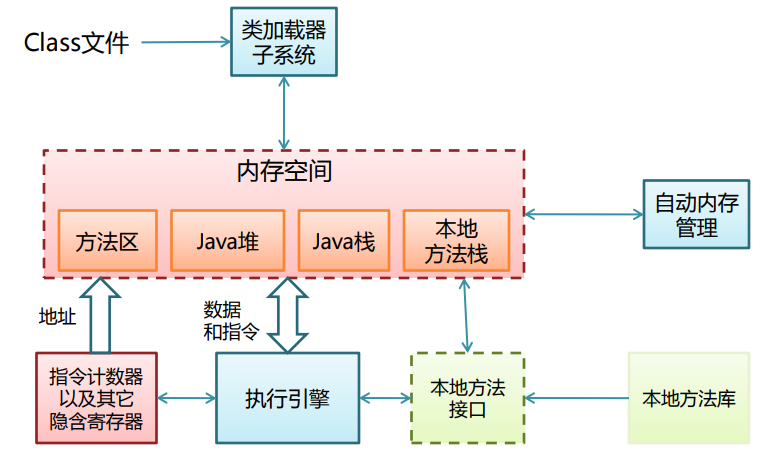 Class文件
类加载器
子系统
内存空间
方法区
Java堆
Java栈
本地
方法栈
自动内存
管理
地址
数据
和指令
指令计数器
以及其它
隐含寄存器
执行引擎
本地方法
接口
本地方法库